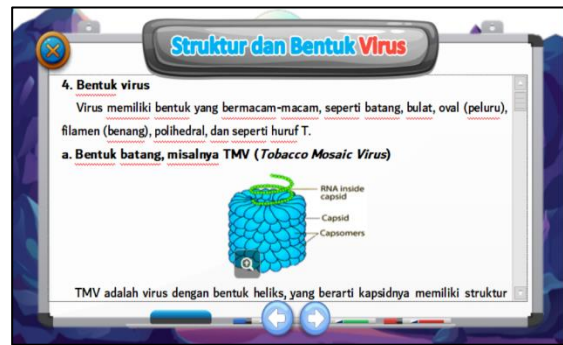 Struktur dan Bentuk Virus
4. Bentuk virus
Virus memiliki bentuk yang bermacam-macam, seperti batang, bulat, oval (peluru),
filamen (benang), polihedral, dan seperti huruf T.
a. Bentuk batang, misalnya TMV (Tobacco Mosaic Virus)
RNA inside
capsid
Capsid
Capsomers
TMV adalah virus dengan bentuk heliks, yang berarti kapsidnya memiliki struktur